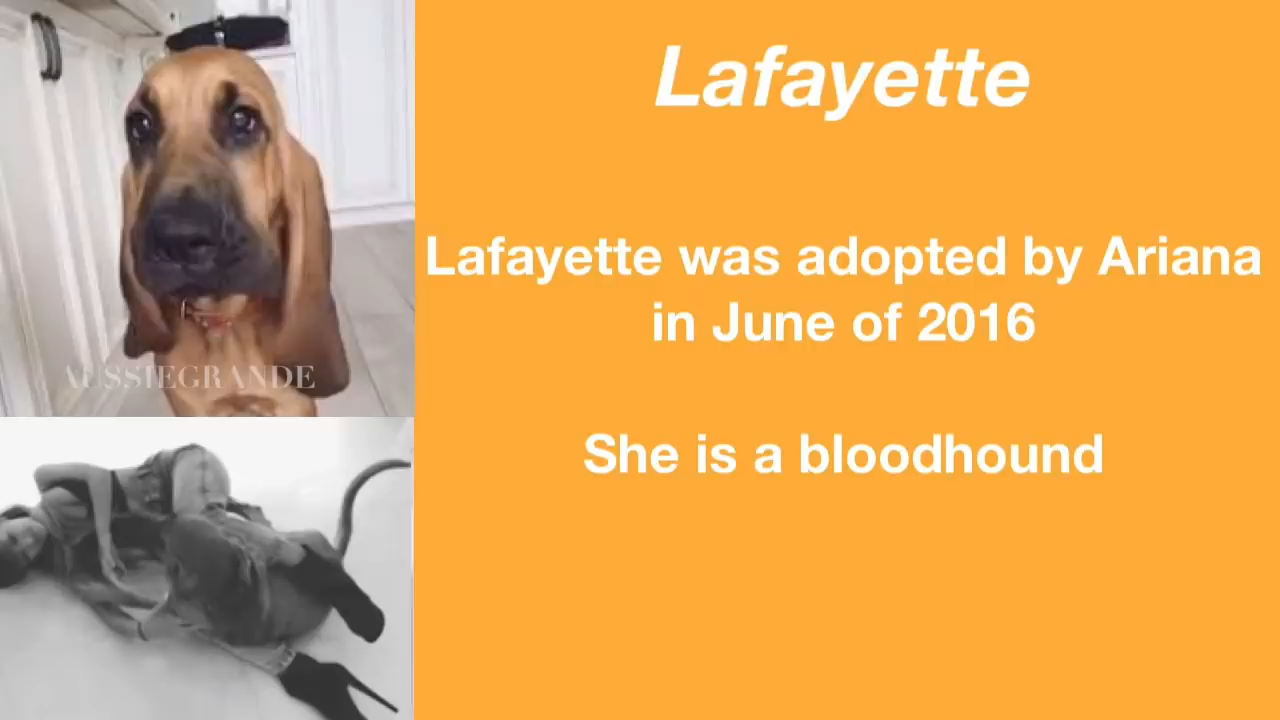 Lafayette
Lafayette was adopted by Ariana
in June of 2016
She is a bloodhound
AUSSIEGRANDE